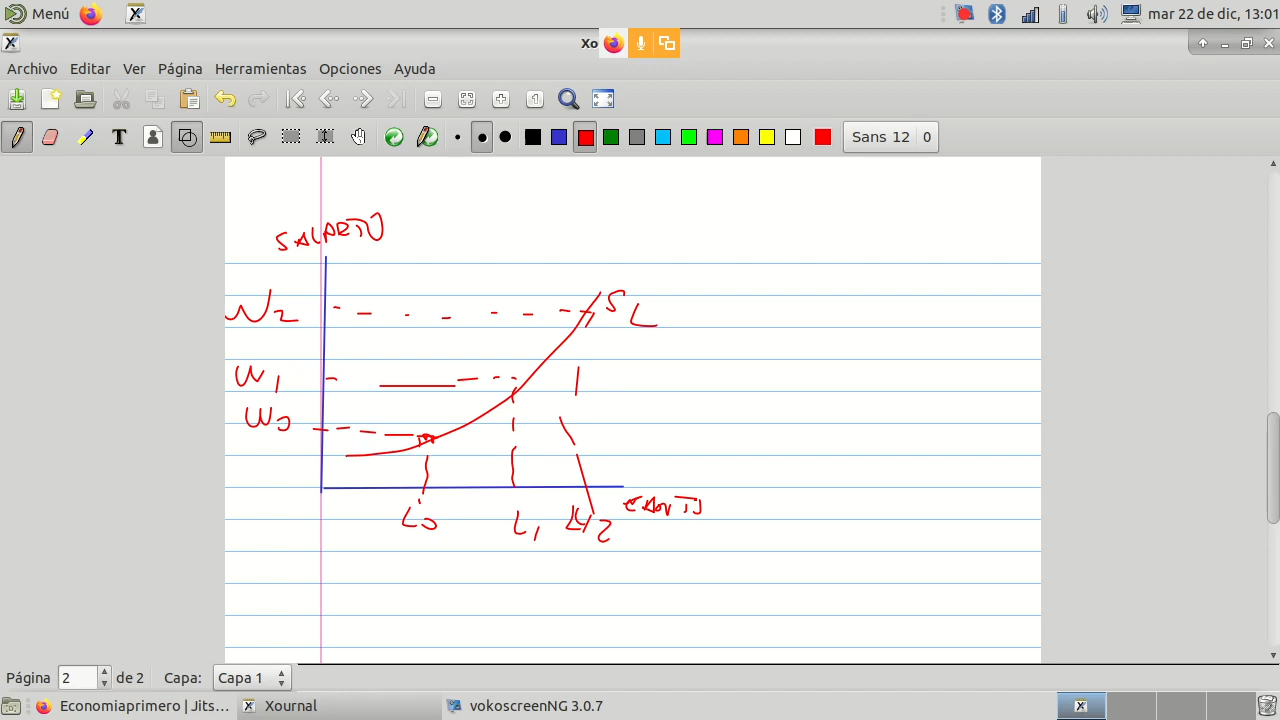 Menú
mar 22 de dic, 13:01
Xo
Archivo Editar Ver Página Herramientas Opciones Ayuda
T Sans 12 0
SALARIO
W2
SL
W1
W0
L0 L1 L2
Página 2 de 2 Capa: Capa 1
Economiaprimero | Jits... Xournal vokoscreenNG 3.0.7